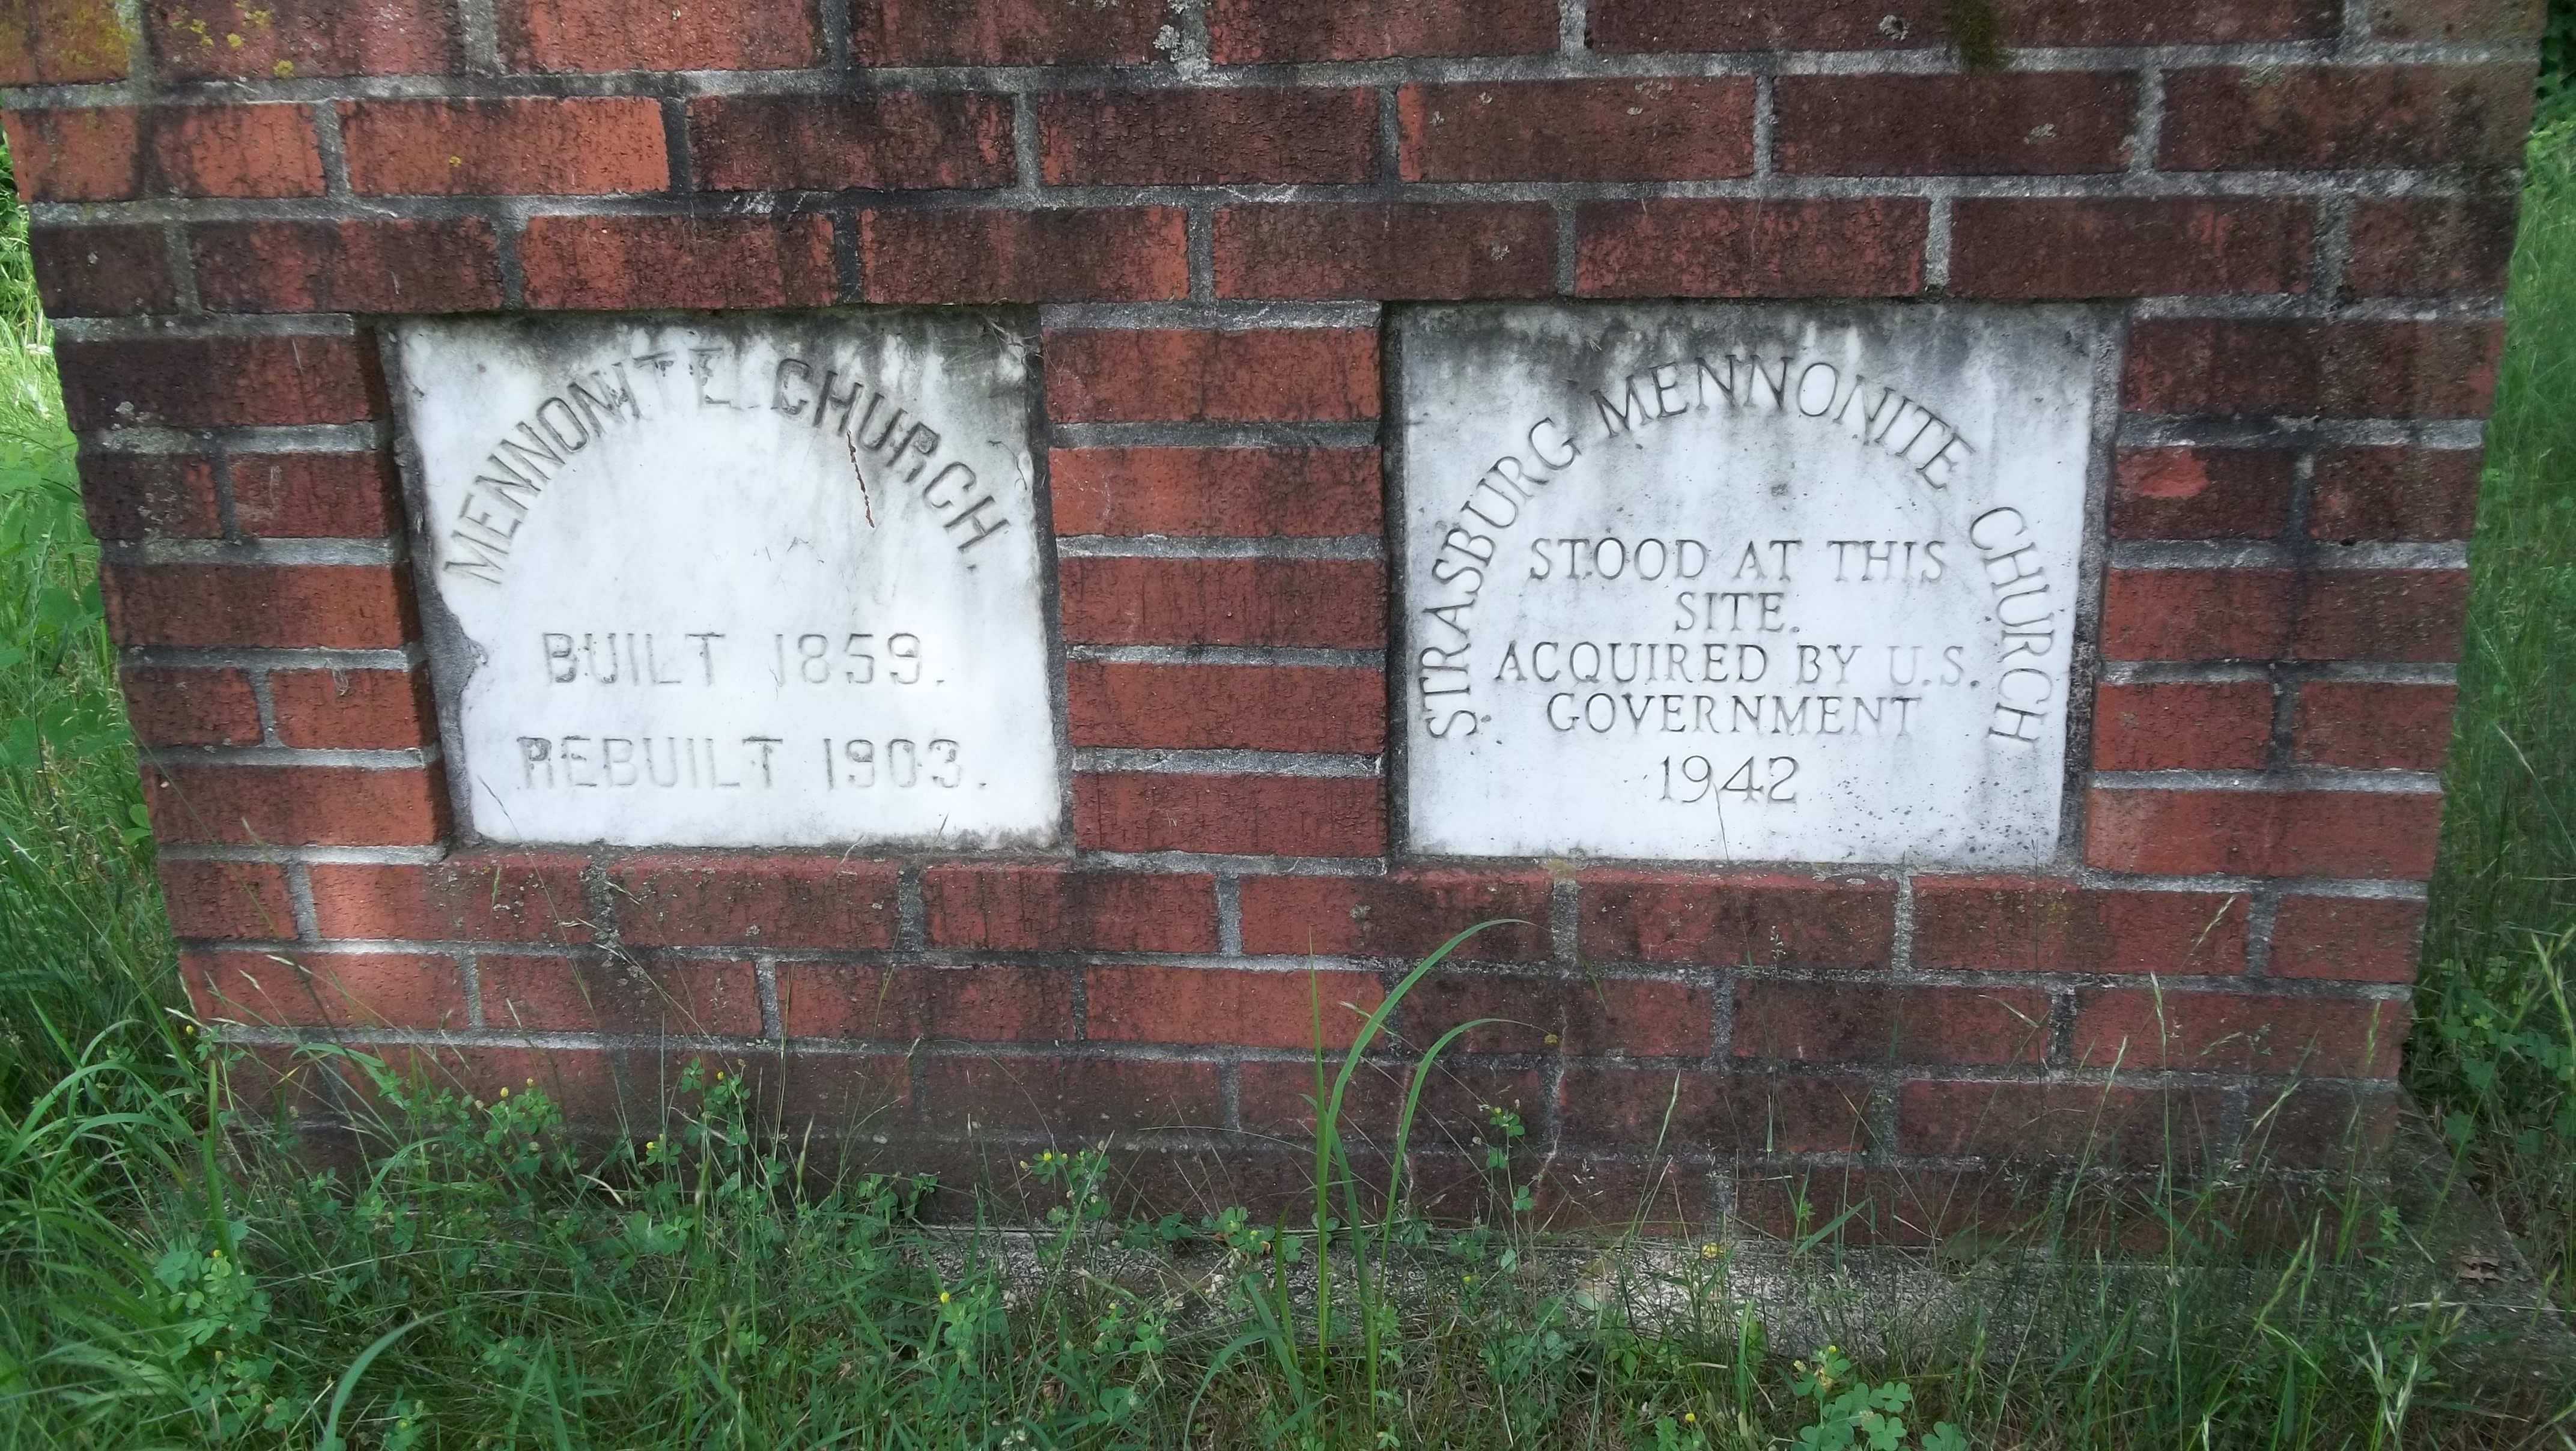 MENNONITE CHURCH.
BUILT 1859.
REBUILT 1903.
STRASBURG MENNONITE CHURCH
STOOD AT THIS
SITE.
ACQUIRED BY U.S.
GOVERNMENT
1942